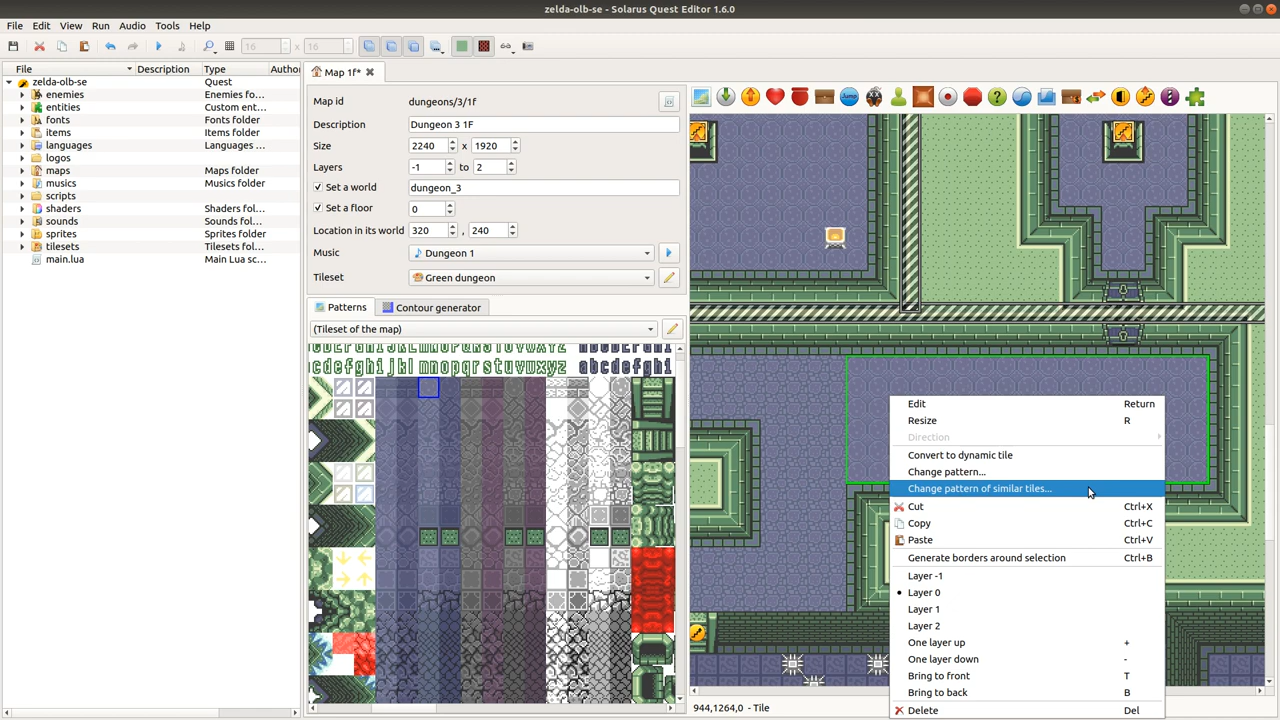 zelda-olb-se - Solarus Quest Editor 1.6.0
File Edit View Run Audio Tools Help
16 x 16
File Description Type Author
zelda-olb-se Quest
enemies Enemies fo...
entities Custom ent...
fonts Fonts folder
items Items folder
languages Languages ...
logos
maps Maps folder
musics Musics folder
scripts
shaders Shaders fol...
sounds Sounds fol...
sprites Sprites folder
tilesets Tilesets fol...
main.lua Main Lua sc...
Map 1f*
Map id dungeons/3/1f
Description Dungeon 3 1F
Size 2240 x 1920
Layers -1 to 2
Set a world dungeon_3
Set a floor 0
Location in its world 320 , 240
Music Dungeon 1
Tileset Green dungeon
Patterns Contour generator
(Tileset of the map)
cdefghijklmnopqrstuvwxyz abcdefghi
Jump
Edit Return
Resize R
Direction
Convert to dynamic tile
Change pattern...
Change pattern of similar tiles...
Cut Ctrl+X
Copy Ctrl+C
Paste Ctrl+V
Generate borders around selection Ctrl+B
Layer -1
Layer 0
Layer 1
Layer 2
One layer up +
One layer down -
Bring to front T
Bring to back B
Delete Del
944,1264,0 - Tile